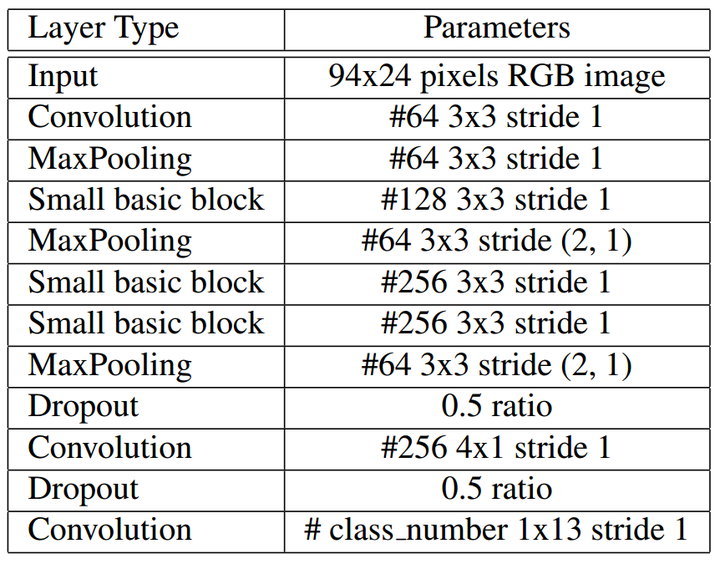 Layer Type Parameters
Input 94x24 pixels RGB image
Convolution #64 3x3 stride 1
MaxPooling #64 3x3 stride 1
Small basic block #128 3x3 stride 1
MaxPooling #64 3x3 stride (2, 1)
Small basic block #256 3x3 stride 1
Small basic block #256 3x3 stride 1
MaxPooling #64 3x3 stride (2, 1)
Dropout 0.5 ratio
Convolution #256 4x1 stride 1
Dropout 0.5 ratio
Convolution # class_number 1x13 stride 1